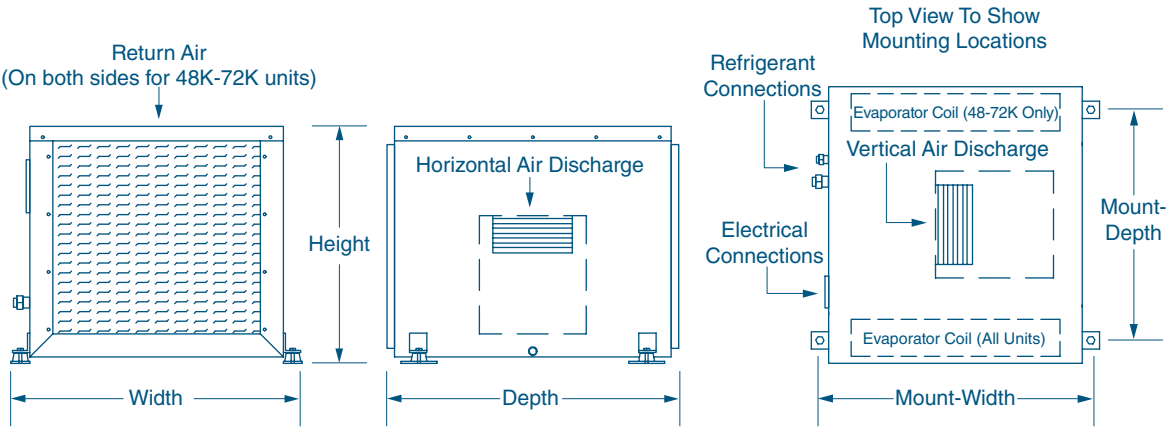 Return Air
(On both sides for 48K-72K units)
Height
Width
Horizontal Air Discharge
Depth
Top View To Show
Mounting Locations
Refrigerant
Connections
Evaporator Coil (48-72K Only)
Vertical Air Discharge
Electrical
Connections
Mount-
Depth
Evaporator Coil (All Units)
Mount-Width